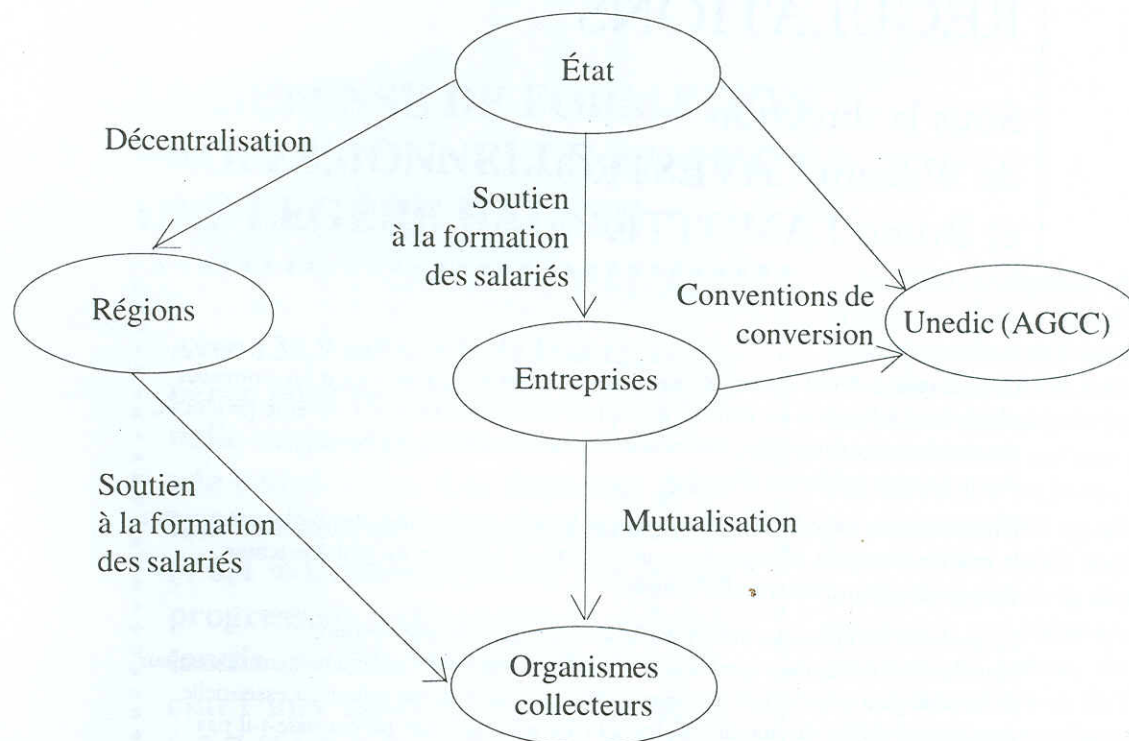 État
Décentralisation
Soutien
à la formation
des salariés
Régions
Conventions de
conversion
Unedic (AGCC)
Entreprises
Soutien
à la formation
des salariés
Mutualisation
Organismes
collecteurs